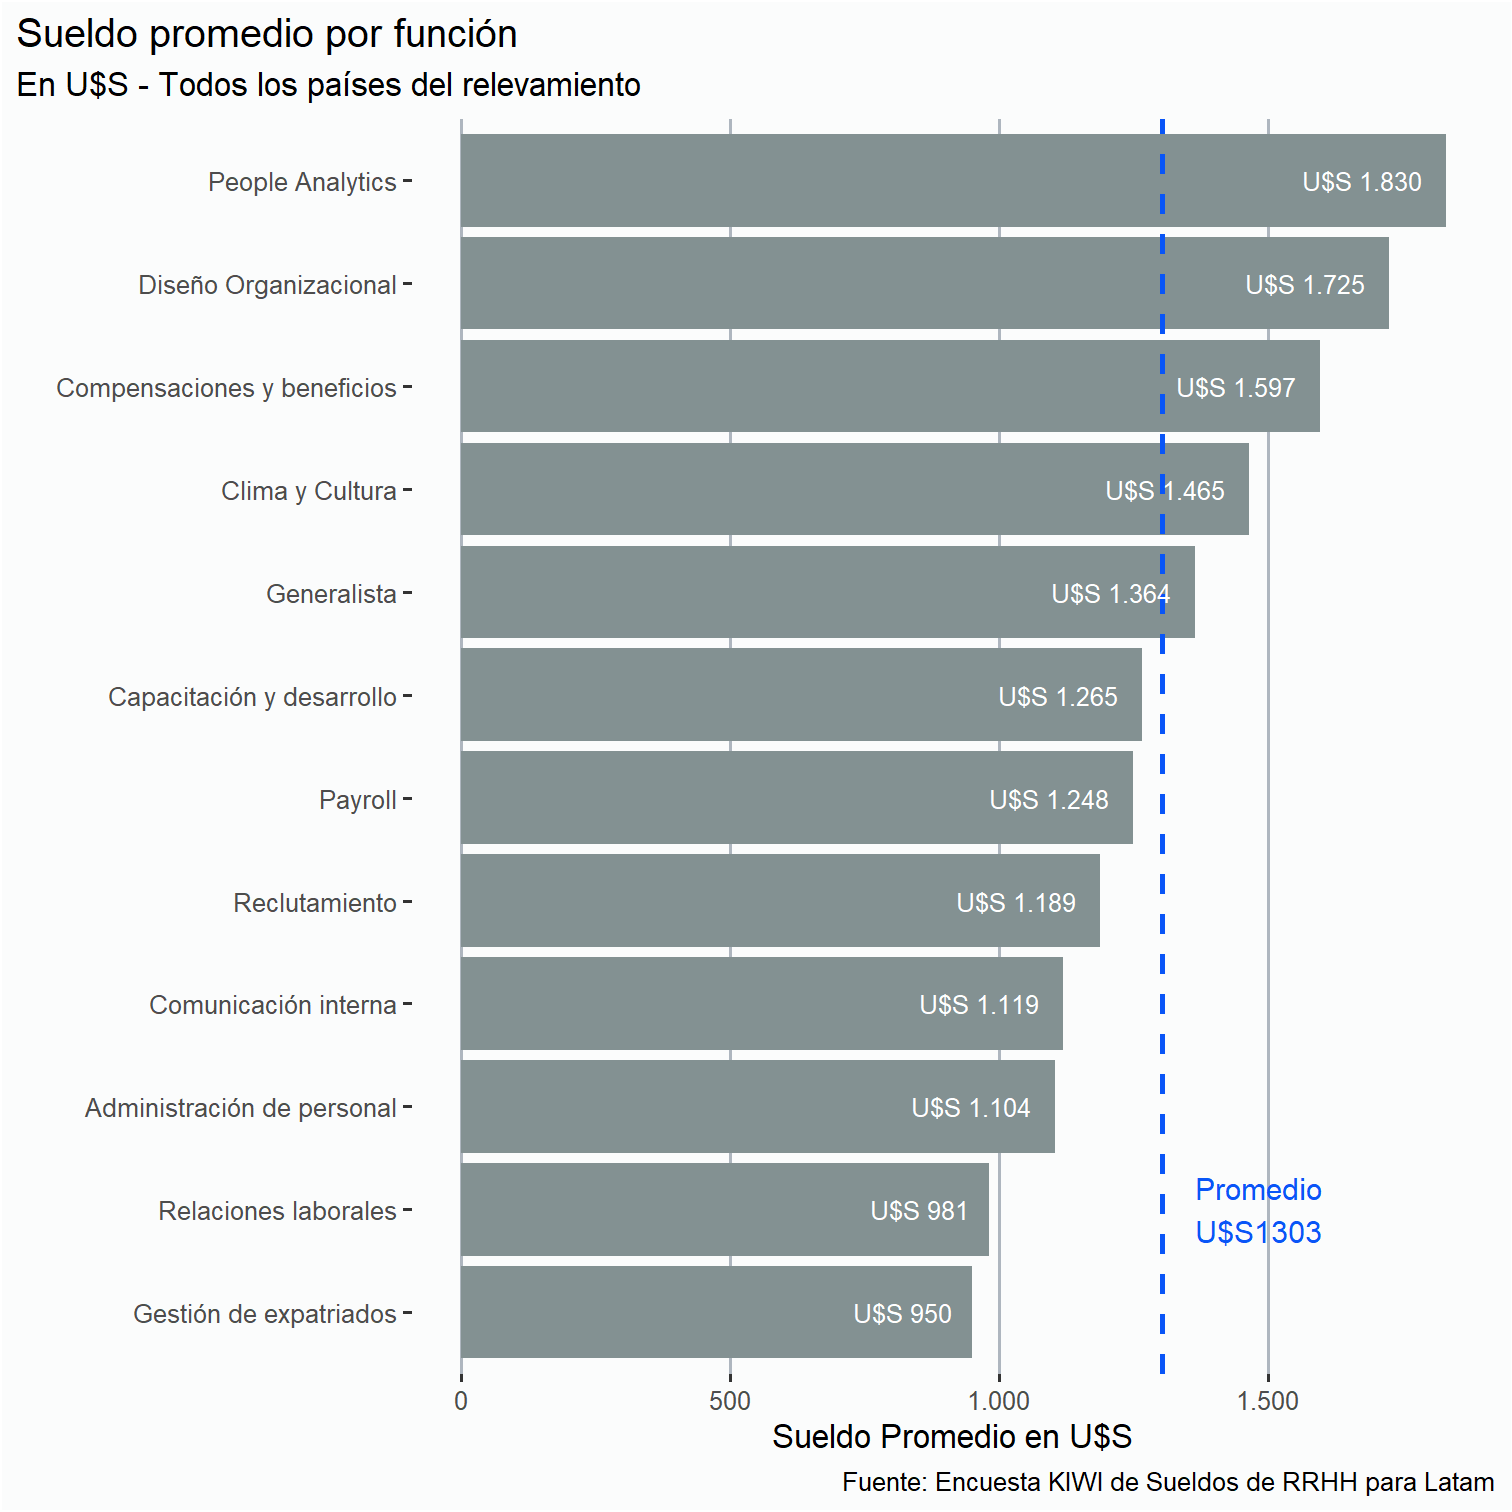 Sueldo promedio por función
En U$S - Todos los países del relevamiento
People Analytics
U$S 1.830
Diseño Organizacional
U$S 1.725
Compensaciones y beneficios
U$S 1.597
Clima y Cultura
U$S 1.465
Generalista
U$S 1.364
Capacitación y desarrollo
U$S 1.265
Payroll
U$S 1.248
Reclutamiento
U$S 1.189
Comunicación interna
U$S 1.119
Administración de personal
U$S 1.104
Relaciones laborales
U$S 981
Promedio
U$S1303
Gestión de expatriados
U$S 950
0
500
1.000
1.500
Sueldo Promedio en U$S
Fuente: Encuesta KIWI de Sueldos de RRHH para Latam